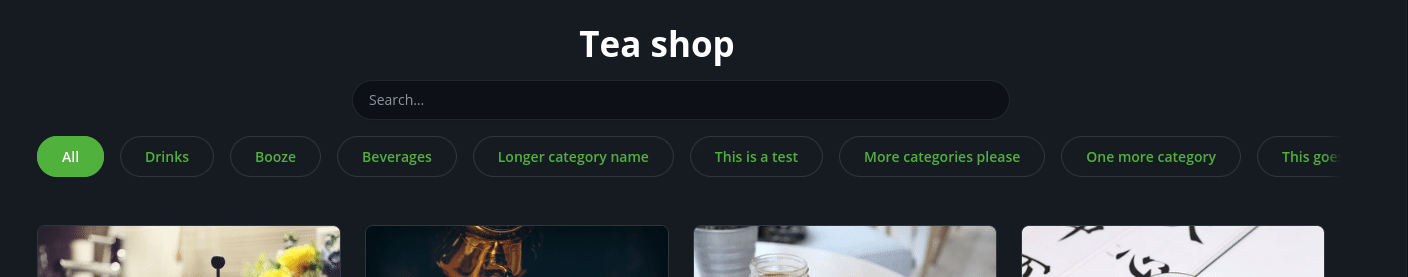 Tea shop
Search...
All Drinks Booze Beverages Longer category name This is a test More categories please One more category This goe